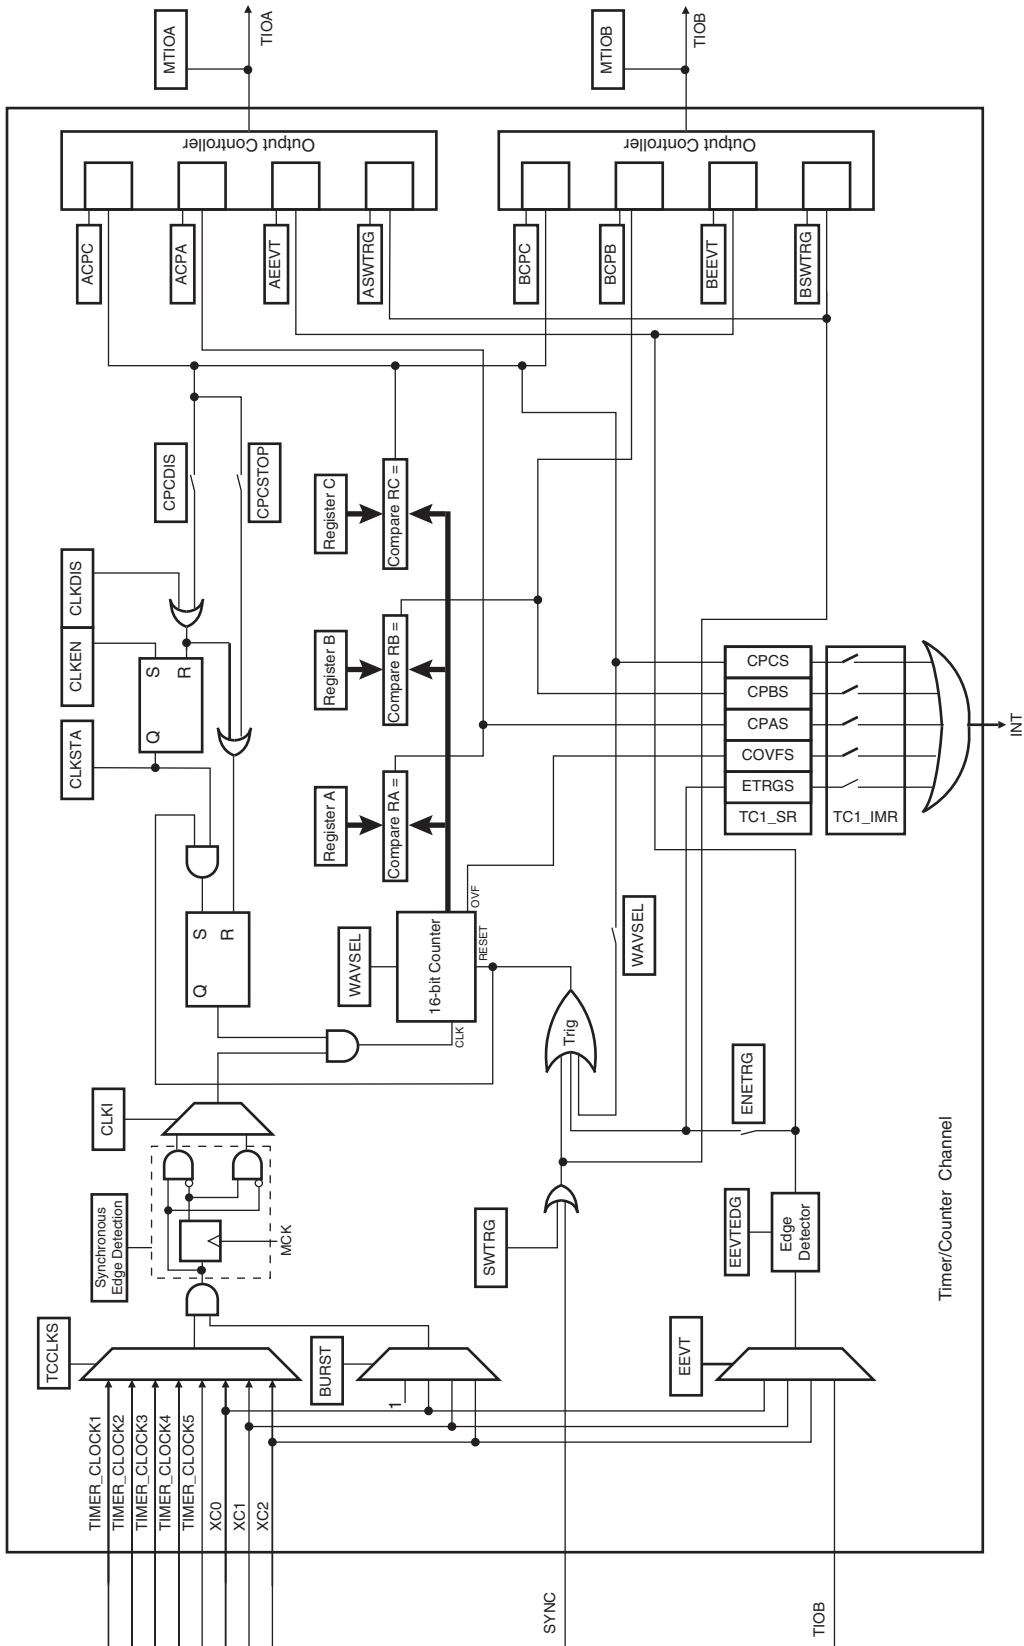 TIMER_CLOCK1
TIMER_CLOCK2
TIMER_CLOCK3
TIMER_CLOCK4
TIMER_CLOCK5
XC0
XC1
XC2
TCCLKS
Synchronous
Edge Detection
CLKI
MCK
BURST
1
CLKSTA
CLKEN
CLKDIS
Q
S
R
Q
S
R
CPCDIS
CPCSTOP
Register A
Register B
Register C
Compare RA =
Compare RB =
Compare RC =
WAVSEL
16-bit Counter
CLK
RESET
OVF
ACPC
ACPA
AEEVT
ASWTRG
Output Controller
MTIOA
TIOA
BCPC
BCPB
BEEVT
BSWTRG
Output Controller
MTIOB
TIOB
SYNC
SWTRG
Trig
WAVSEL
TIOB
EEVT
EEVTEDG
Edge
Detector
ENETRG
CPCS
CPBS
CPAS
COVFS
ETRGS
TC1_SR
TC1_IMR
INT
Timer/Counter Channel